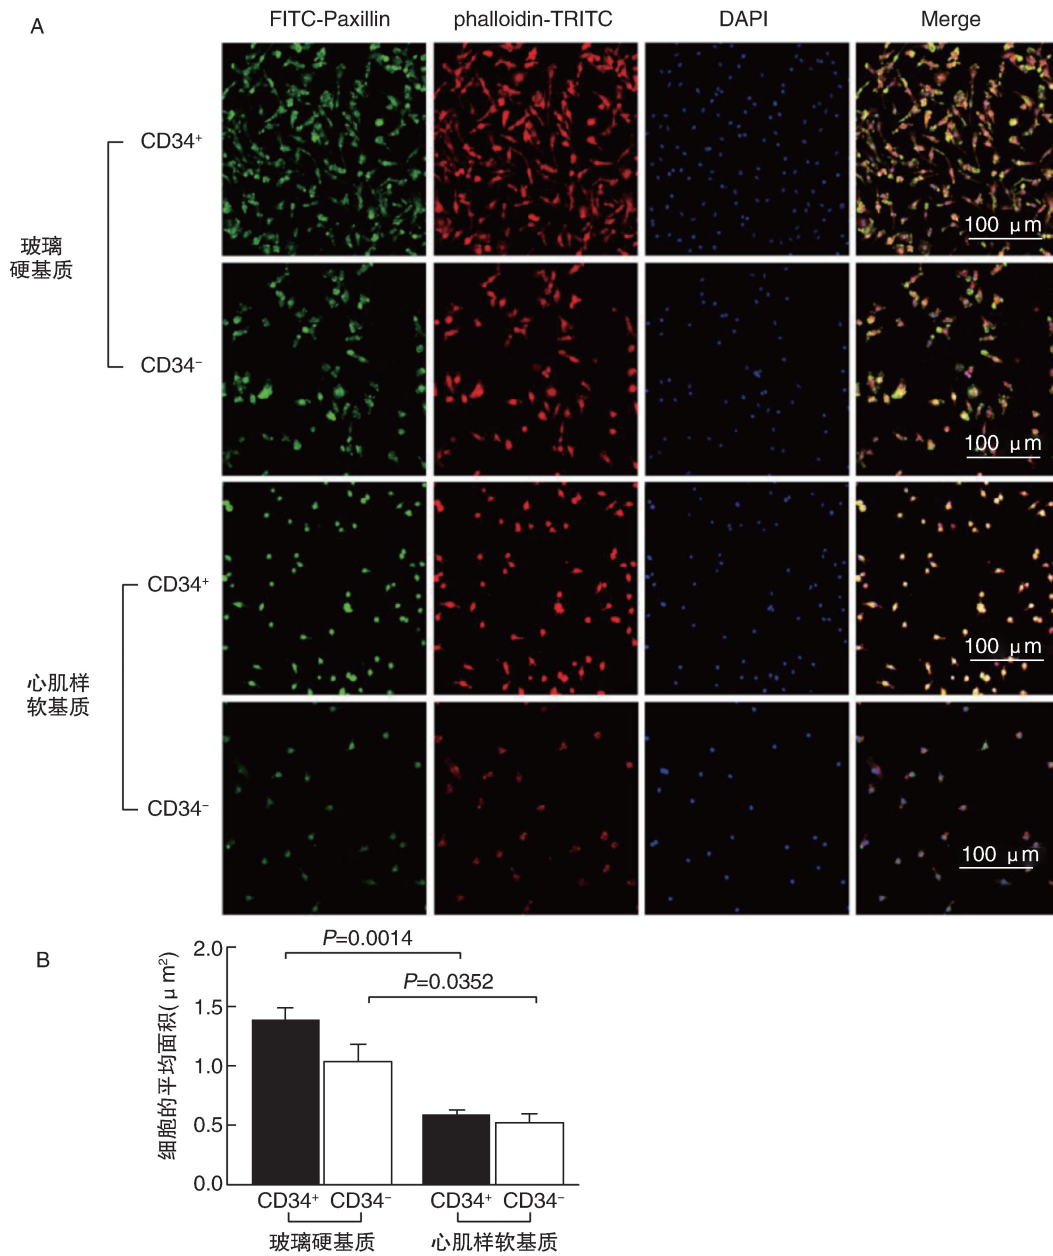 A
FITC-Paxillin
phalloidin-TRITC
DAPI
Merge
CD34⁺
100 μm
玻璃
硬基质
CD34⁻
100 μm
CD34⁺
100 μm
心肌样
软基质
CD34⁻
100 μm
B
细胞的平均面积(μm²)
2.0
1.5
1.0
0.5
0.0
P=0.0014
P=0.0352
CD34⁺ CD34⁻
CD34⁺ CD34⁻
玻璃硬基质
心肌样软基质